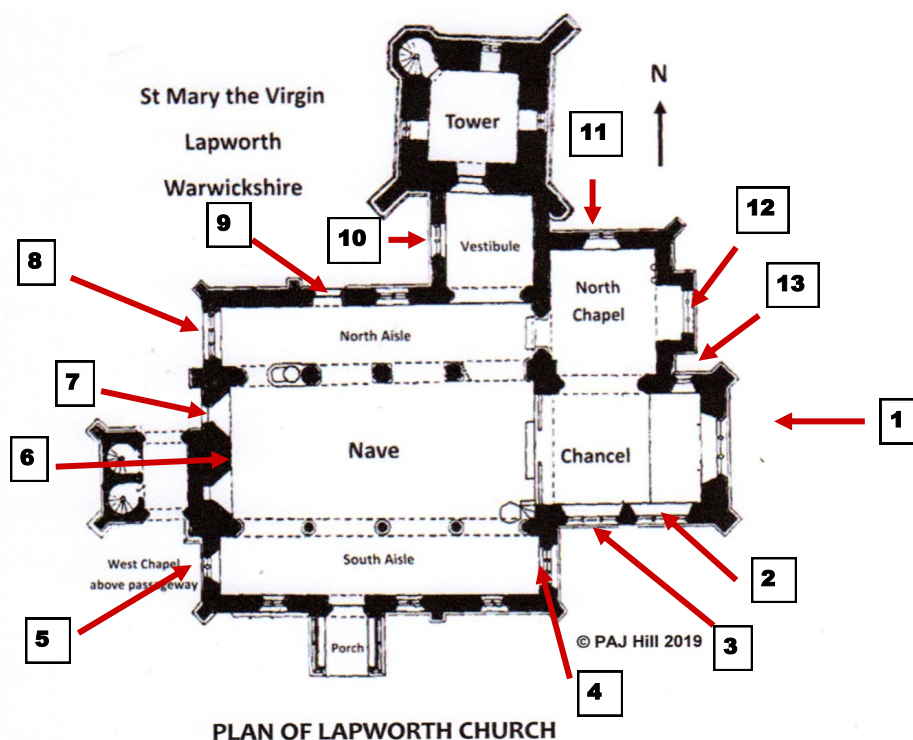 St Mary the Virgin
Lapworth
Warwickshire
N
Tower
11
12
9
10
Vestibule
8
North
Chapel
13
North Aisle
7
1
Nave
6
Chancel
West Chapel
above passageway
South Aisle
2
5
Porch
© PAJ Hill 2019
3
4
PLAN OF LAPWORTH CHURCH